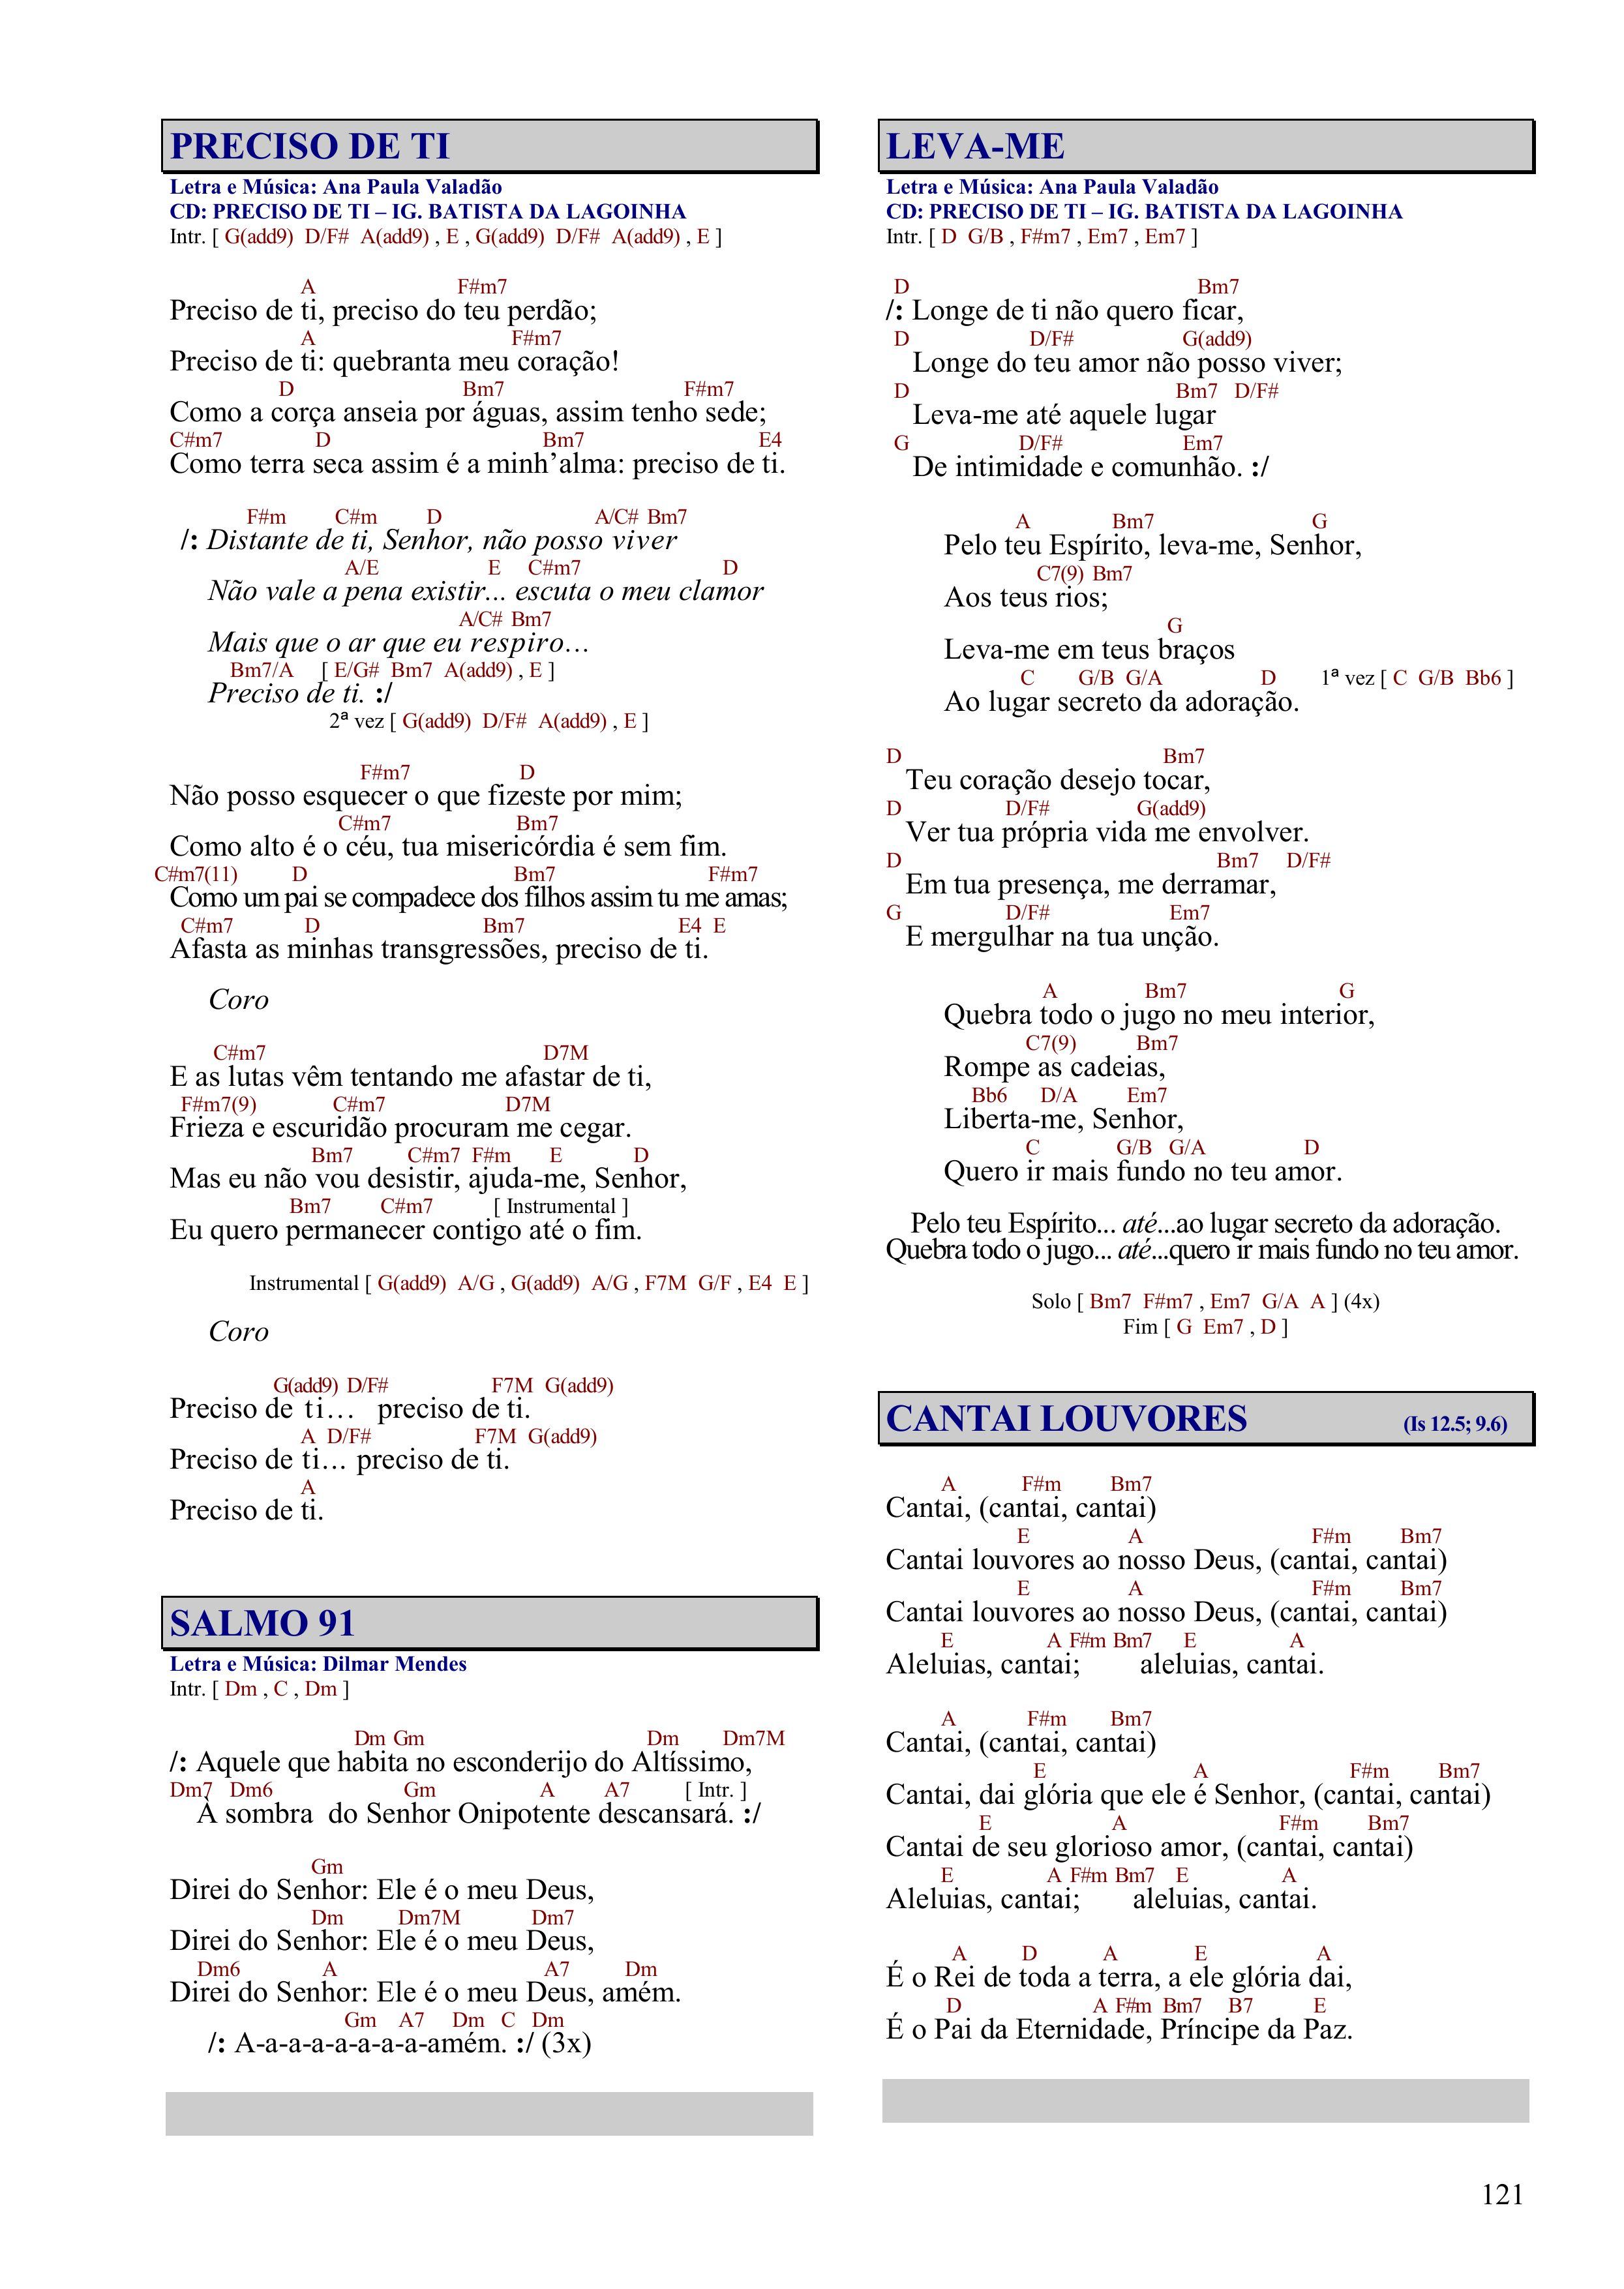 PRECISO DE TI
Letra e Música: Ana Paula Valadão
CD: PRECISO DE TI – IG. BATISTA DA LAGOINHA
Intr. [ G(add9) D/F# A(add9) , E , G(add9) D/F# A(add9) , E ]
A F#m7
Preciso de ti, preciso do teu perdão;
A F#m7
Preciso de ti: quebranta meu coração!
D Bm7 F#m7
Como a corça anseia por águas, assim tenho sede;
C#m7 D Bm7 E4
Como terra seca assim é a minh’alma: preciso de ti.
F#m C#m D A/C# Bm7
/: Distante de ti, Senhor, não posso viver
A/E E C#m7 D
Não vale a pena existir... escuta o meu clamor
A/C# Bm7
Mais que o ar que eu respiro...
Bm7/A [ E/G# Bm7 A(add9) , E ]
Preciso de ti. :/
2ª vez [ G(add9) D/F# A(add9) , E ]
F#m7 D
Não posso esquecer o que fizeste por mim;
C#m7 Bm7
Como alto é o céu, tua misericórdia é sem fim.
C#m7(11) D Bm7 F#m7
Como um pai se compadece dos filhos assim tu me amas;
C#m7 D Bm7 E4 E
Afasta as minhas transgressões, preciso de ti.
Coro
C#m7 D7M
E as lutas vêm tentando me afastar de ti,
F#m7(9) C#m7 D7M
Frieza e escuridão procuram me cegar.
Bm7 C#m7 F#m E D
Mas eu não vou desistir, ajuda-me, Senhor,
Bm7 C#m7 [ Instrumental ]
Eu quero permanecer contigo até o fim.
Instrumental [ G(add9) A/G , G(add9) A/G , F7M G/F , E4 E ]
Coro
G(add9) D/F# F7M G(add9)
Preciso de ti... preciso de ti.
A D/F# F7M G(add9)
Preciso de ti... preciso de ti.
A
Preciso de ti.
SALMO 91
Letra e Música: Dilmar Mendes
Intr. [ Dm , C , Dm ]
Dm Gm Dm Dm7M
/: Aquele que habita no esconderijo do Altíssimo,
Dm7 Dm6 Gm A A7 [ Intr. ]
À sombra do Senhor Onipotente descansará. :/
Gm
Direi do Senhor: Ele é o meu Deus,
Dm Dm7M Dm7
Direi do Senhor: Ele é o meu Deus,
Dm6 A A7 Dm
Direi do Senhor: Ele é o meu Deus, amém.
Gm A7 Dm C Dm
/: A-a-a-a-a-a-a-a-amém. :/ (3x)
LEVA-ME
Letra e Música: Ana Paula Valadão
CD: PRECISO DE TI – IG. BATISTA DA LAGOINHA
Intr. [ D G/B , F#m7 , Em7 , Em7 ]
D Bm7
/: Longe de ti não quero ficar,
D D/F# G(add9)
Longe do teu amor não posso viver;
D Bm7 D/F#
Leva-me até aquele lugar
G D/F# Em7
De intimidade e comunhão. :/
A Bm7 G
Pelo teu Espírito, leva-me, Senhor,
C7(9) Bm7
Aos teus rios;
G
Leva-me em teus braços
C G/B G/A D 1ª vez [ C G/B Bb6 ]
Ao lugar secreto da adoração.
D Bm7
Teu coração desejo tocar,
D D/F# G(add9)
Ver tua própria vida me envolver.
D Bm7 D/F#
Em tua presença, me derramar,
G D/F# Em7
E mergulhar na tua unção.
A Bm7 G
Quebra todo o jugo no meu interior,
C7(9) Bm7
Rompe as cadeias,
Bb6 D/A Em7
Liberta-me, Senhor,
C G/B G/A D
Quero ir mais fundo no teu amor.
Pelo teu Espírito... até...ao lugar secreto da adoração.
Quebra todo o jugo... até...quero ir mais fundo no teu amor.
Solo [ Bm7 F#m7 , Em7 G/A A ] (4x)
Fim [ G Em7 , D ]
CANTAI LOUVORES (Is 12.5; 9.6)
A F#m Bm7
Cantai, (cantai, cantai)
E A F#m Bm7
Cantai louvores ao nosso Deus, (cantai, cantai)
E A F#m Bm7
Cantai louvores ao nosso Deus, (cantai, cantai)
E A F#m Bm7 E A
Aleluias, cantai; aleluias, cantai.
A F#m Bm7
Cantai, (cantai, cantai)
E A F#m Bm7
Cantai, dai glória que ele é Senhor, (cantai, cantai)
E A F#m Bm7
Cantai de seu glorioso amor, (cantai, cantai)
E A F#m Bm7 E A
Aleluias, cantai; aleluias, cantai.
A D A E A
É o Rei de toda a terra, a ele glória dai,
D A F#m Bm7 B7 E
É o Pai da Eternidade, Príncipe da Paz.
121